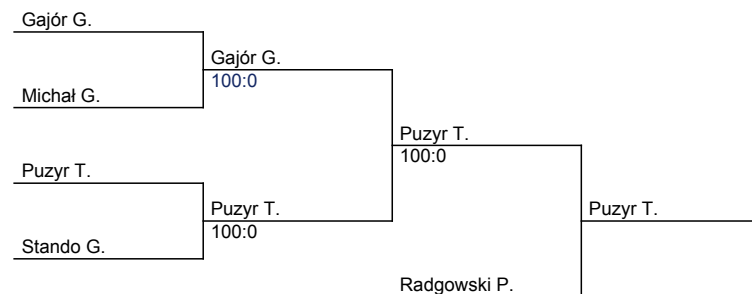 Gajór G.
Gajór G.
100:0
Michał G.
Puzyr T.
100:0
Puzyr T.
Puzyr T.
100:0
Puzyr T.
Stando G.
Radgowski P.